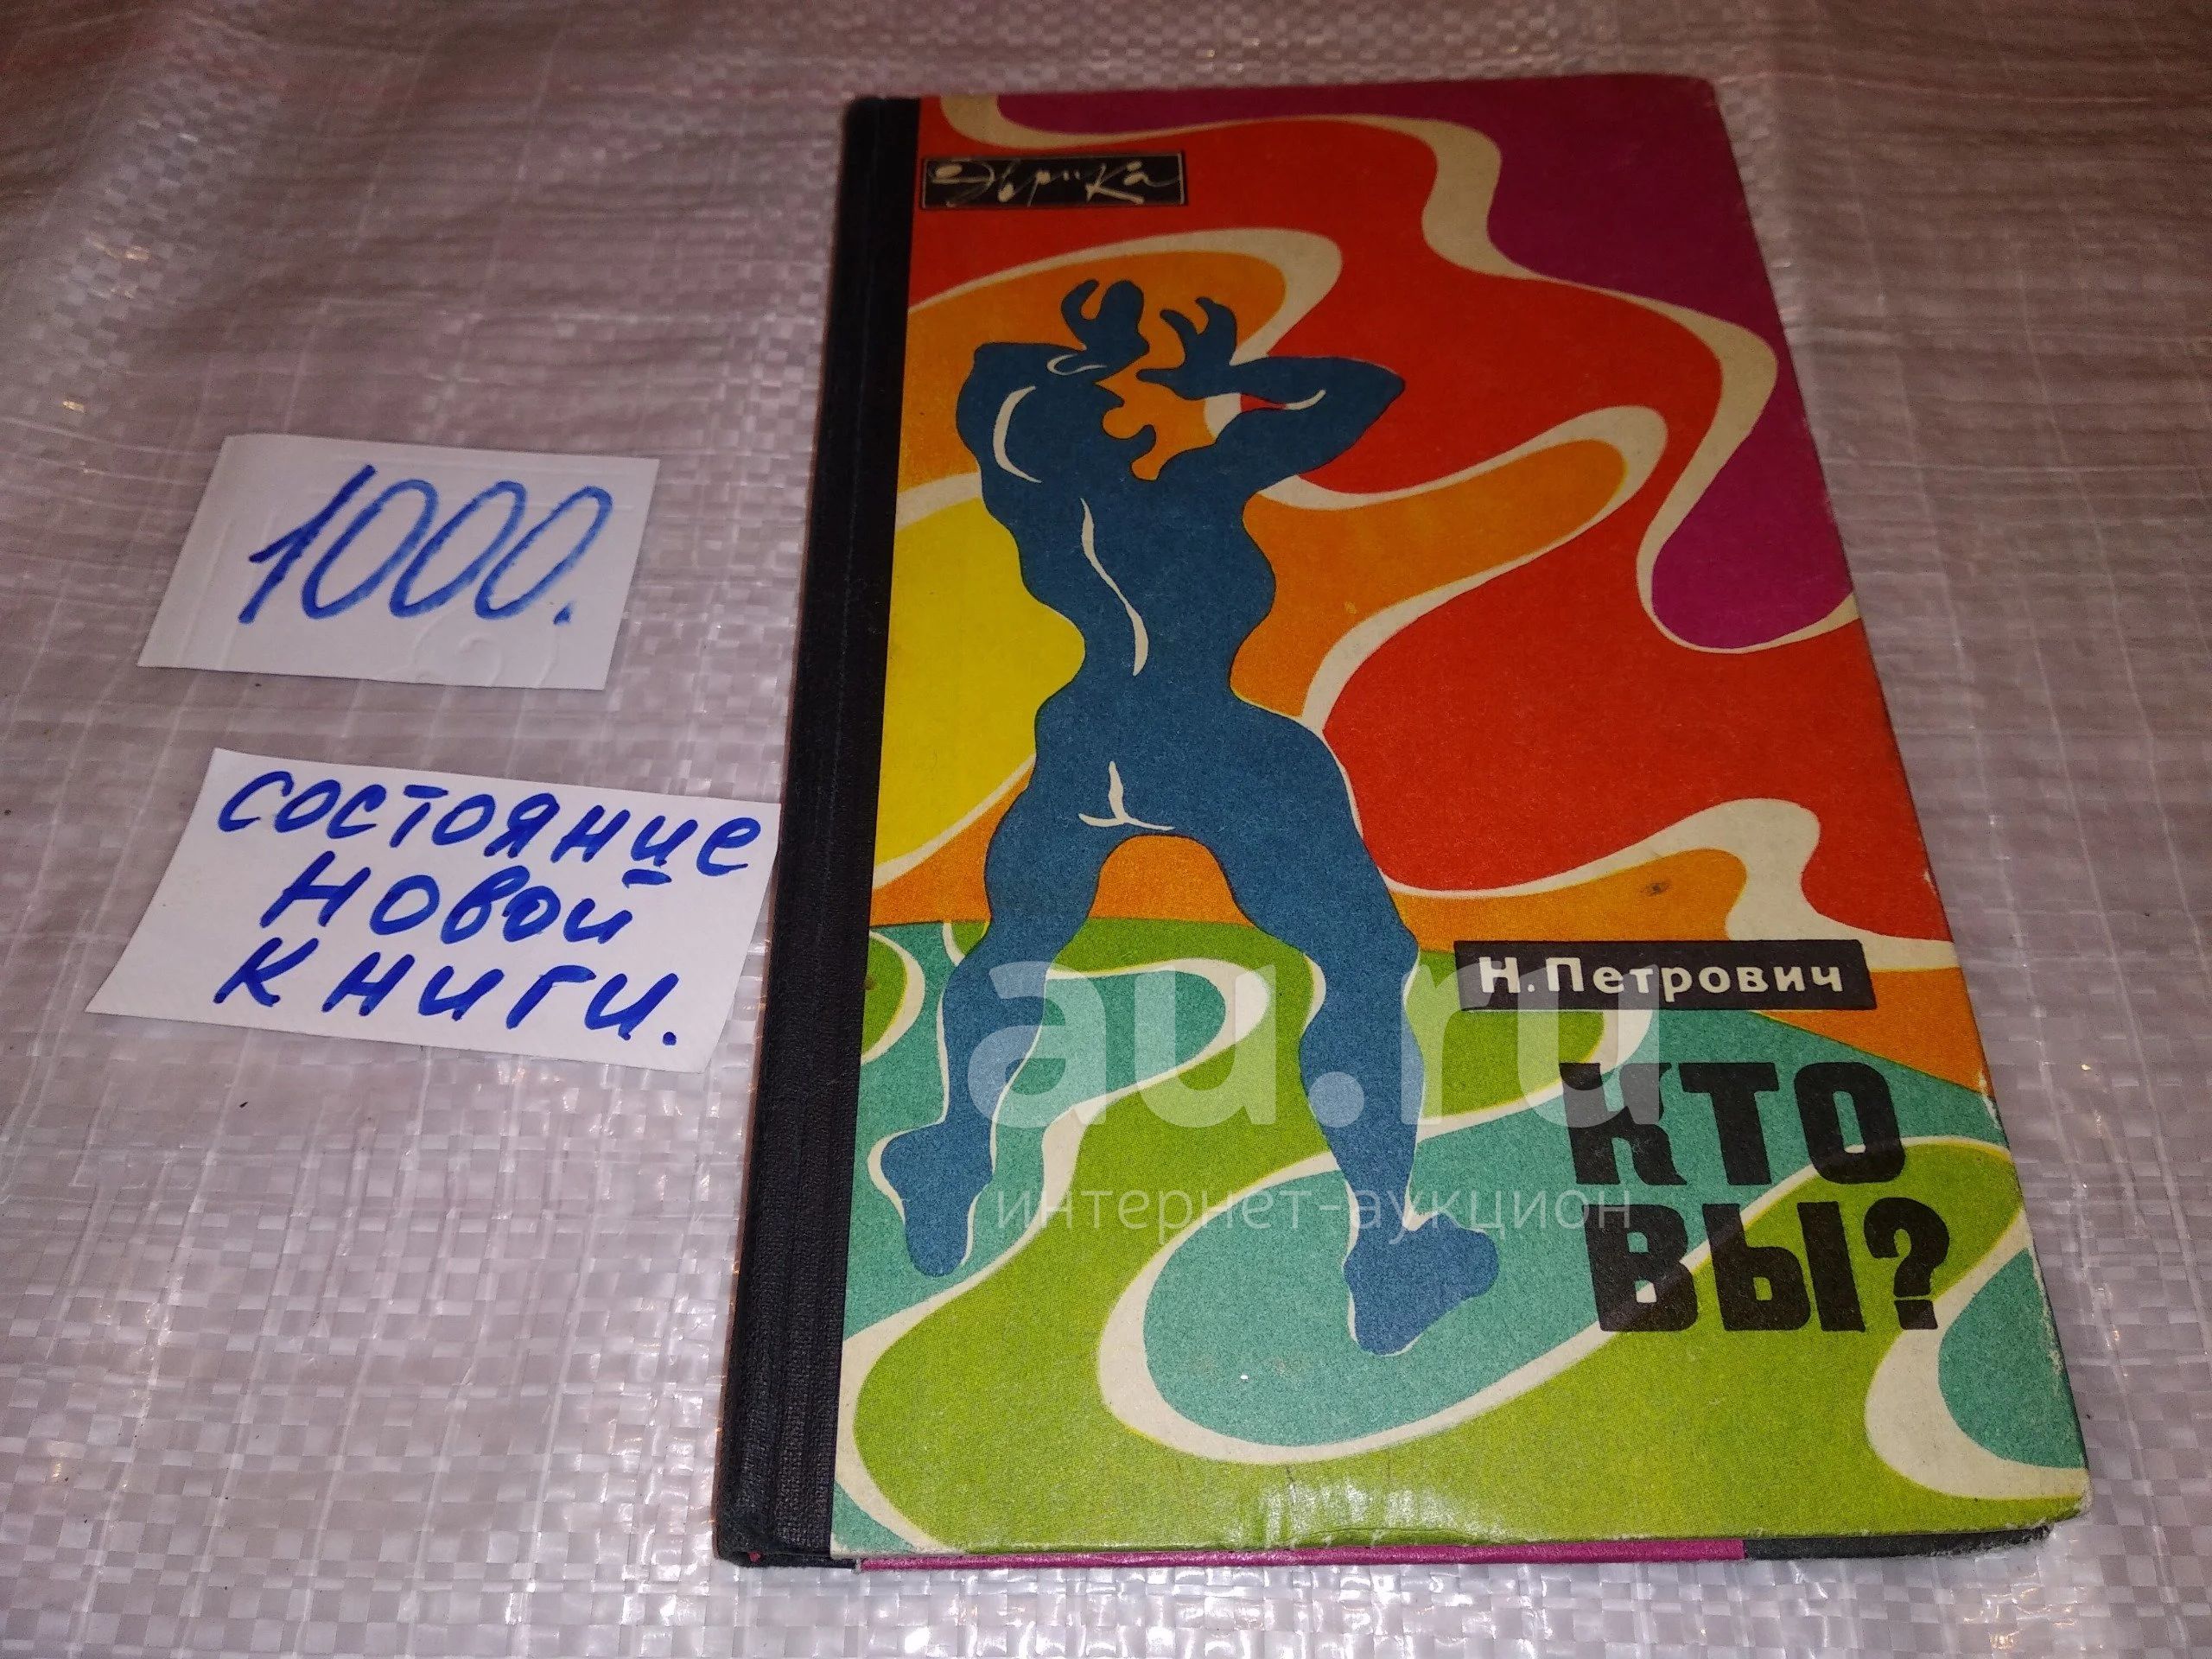 Эврика
1000.
состояние
новой
книги.
Н. Петрович
КТО
ВЫ?
au.ru
интернет-аукцион